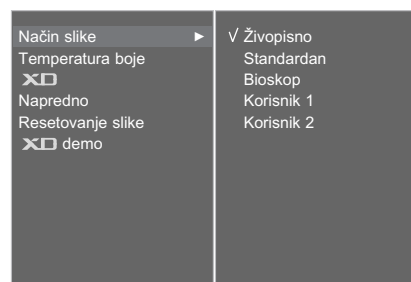 Način slike ►
Temperatura boje
XD
Napredno
Resetovanje slike
XD demo
√ Živopisno
Standardan
Bioskop
Korisnik 1
Korisnik 2